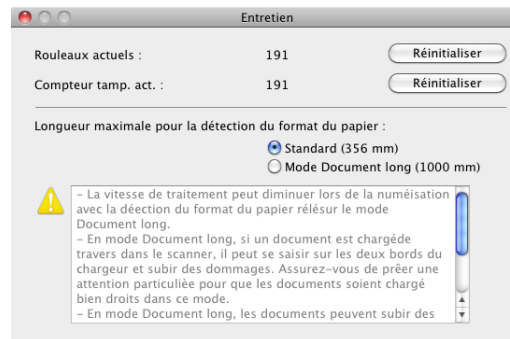 Entretien
Rouleaux actuels : 191 Réinitialiser
Compteur tamp. act. : 191 Réinitialiser
Longueur maximale pour la détection du format du papier :
Standard (356 mm)
Mode Document long (1000 mm)
– La vitesse de traitement peut diminuer lors de la numéisation
avec la déection du format du papier rélésur le mode
Document long.
– En mode Document long, si un document est chargéde
travers dans le scanner, il peut se saisir sur les deux bords du
chargeur et subir des dommages. Assurez-vous de prêer une
attention particulièe pour que les documents soient chargé
bien droits dans ce mode.
– En mode Document long, les documents peuvent subir des